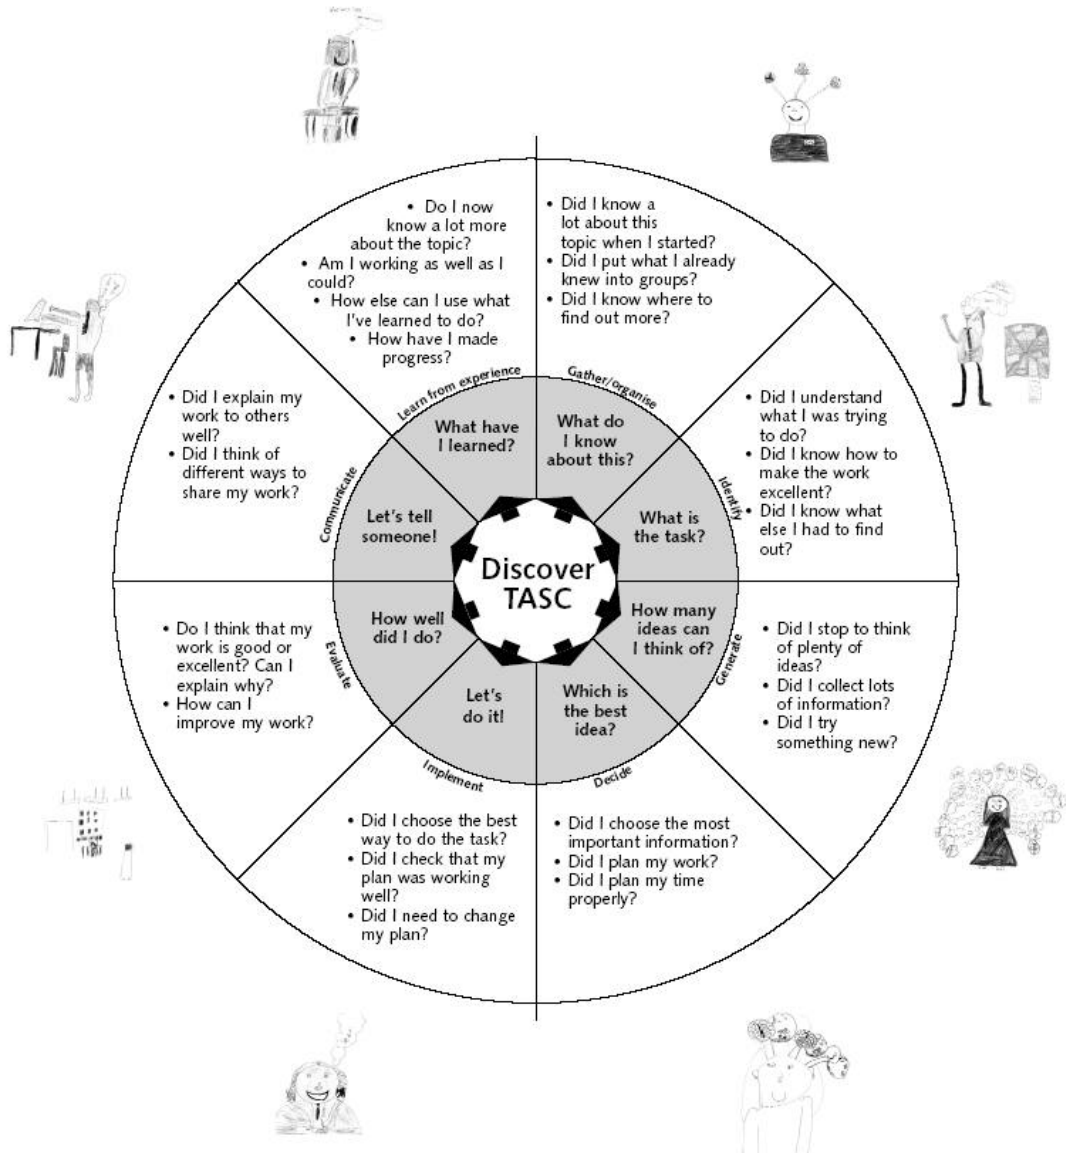 Discover
TASC
Gather/organise
What do
I know
about this?
• Did I know a
lot about this
topic when I started?
• Did I put what I already
knew into groups?
• Did I know where to
find out more?
Identify
What is
the task?
• Did I understand
what I was trying
to do?
• Did I know how to
make the work
excellent?
• Did I know what
else I had to find
out?
Generate
How many
ideas can
I think of?
• Did I stop to think
of plenty of
ideas?
• Did I collect lots
of information?
• Did I try
something new?
Decide
Which is
the best
idea?
• Did I choose the most
important information?
• Did I plan my work?
• Did I plan my time
properly?
Implement
Let's
do it!
• Did I choose the best
way to do the task?
• Did I check that my
plan was working
well?
• Did I need to change
my plan?
Evaluate
How well
did I do?
• Do I think that my
work is good or
excellent? Can I
explain why?
• How can I
improve my work?
Communicate
Let's tell
someone!
• Did I explain my
work to others
well?
• Did I think of
different ways to
share my work?
Learn from experience
What have
I learned?
• Do I now
know a lot more
about the topic?
• Am I working as well as I
could?
• How else can I use what
I've learned to do?
• How have I made
progress?